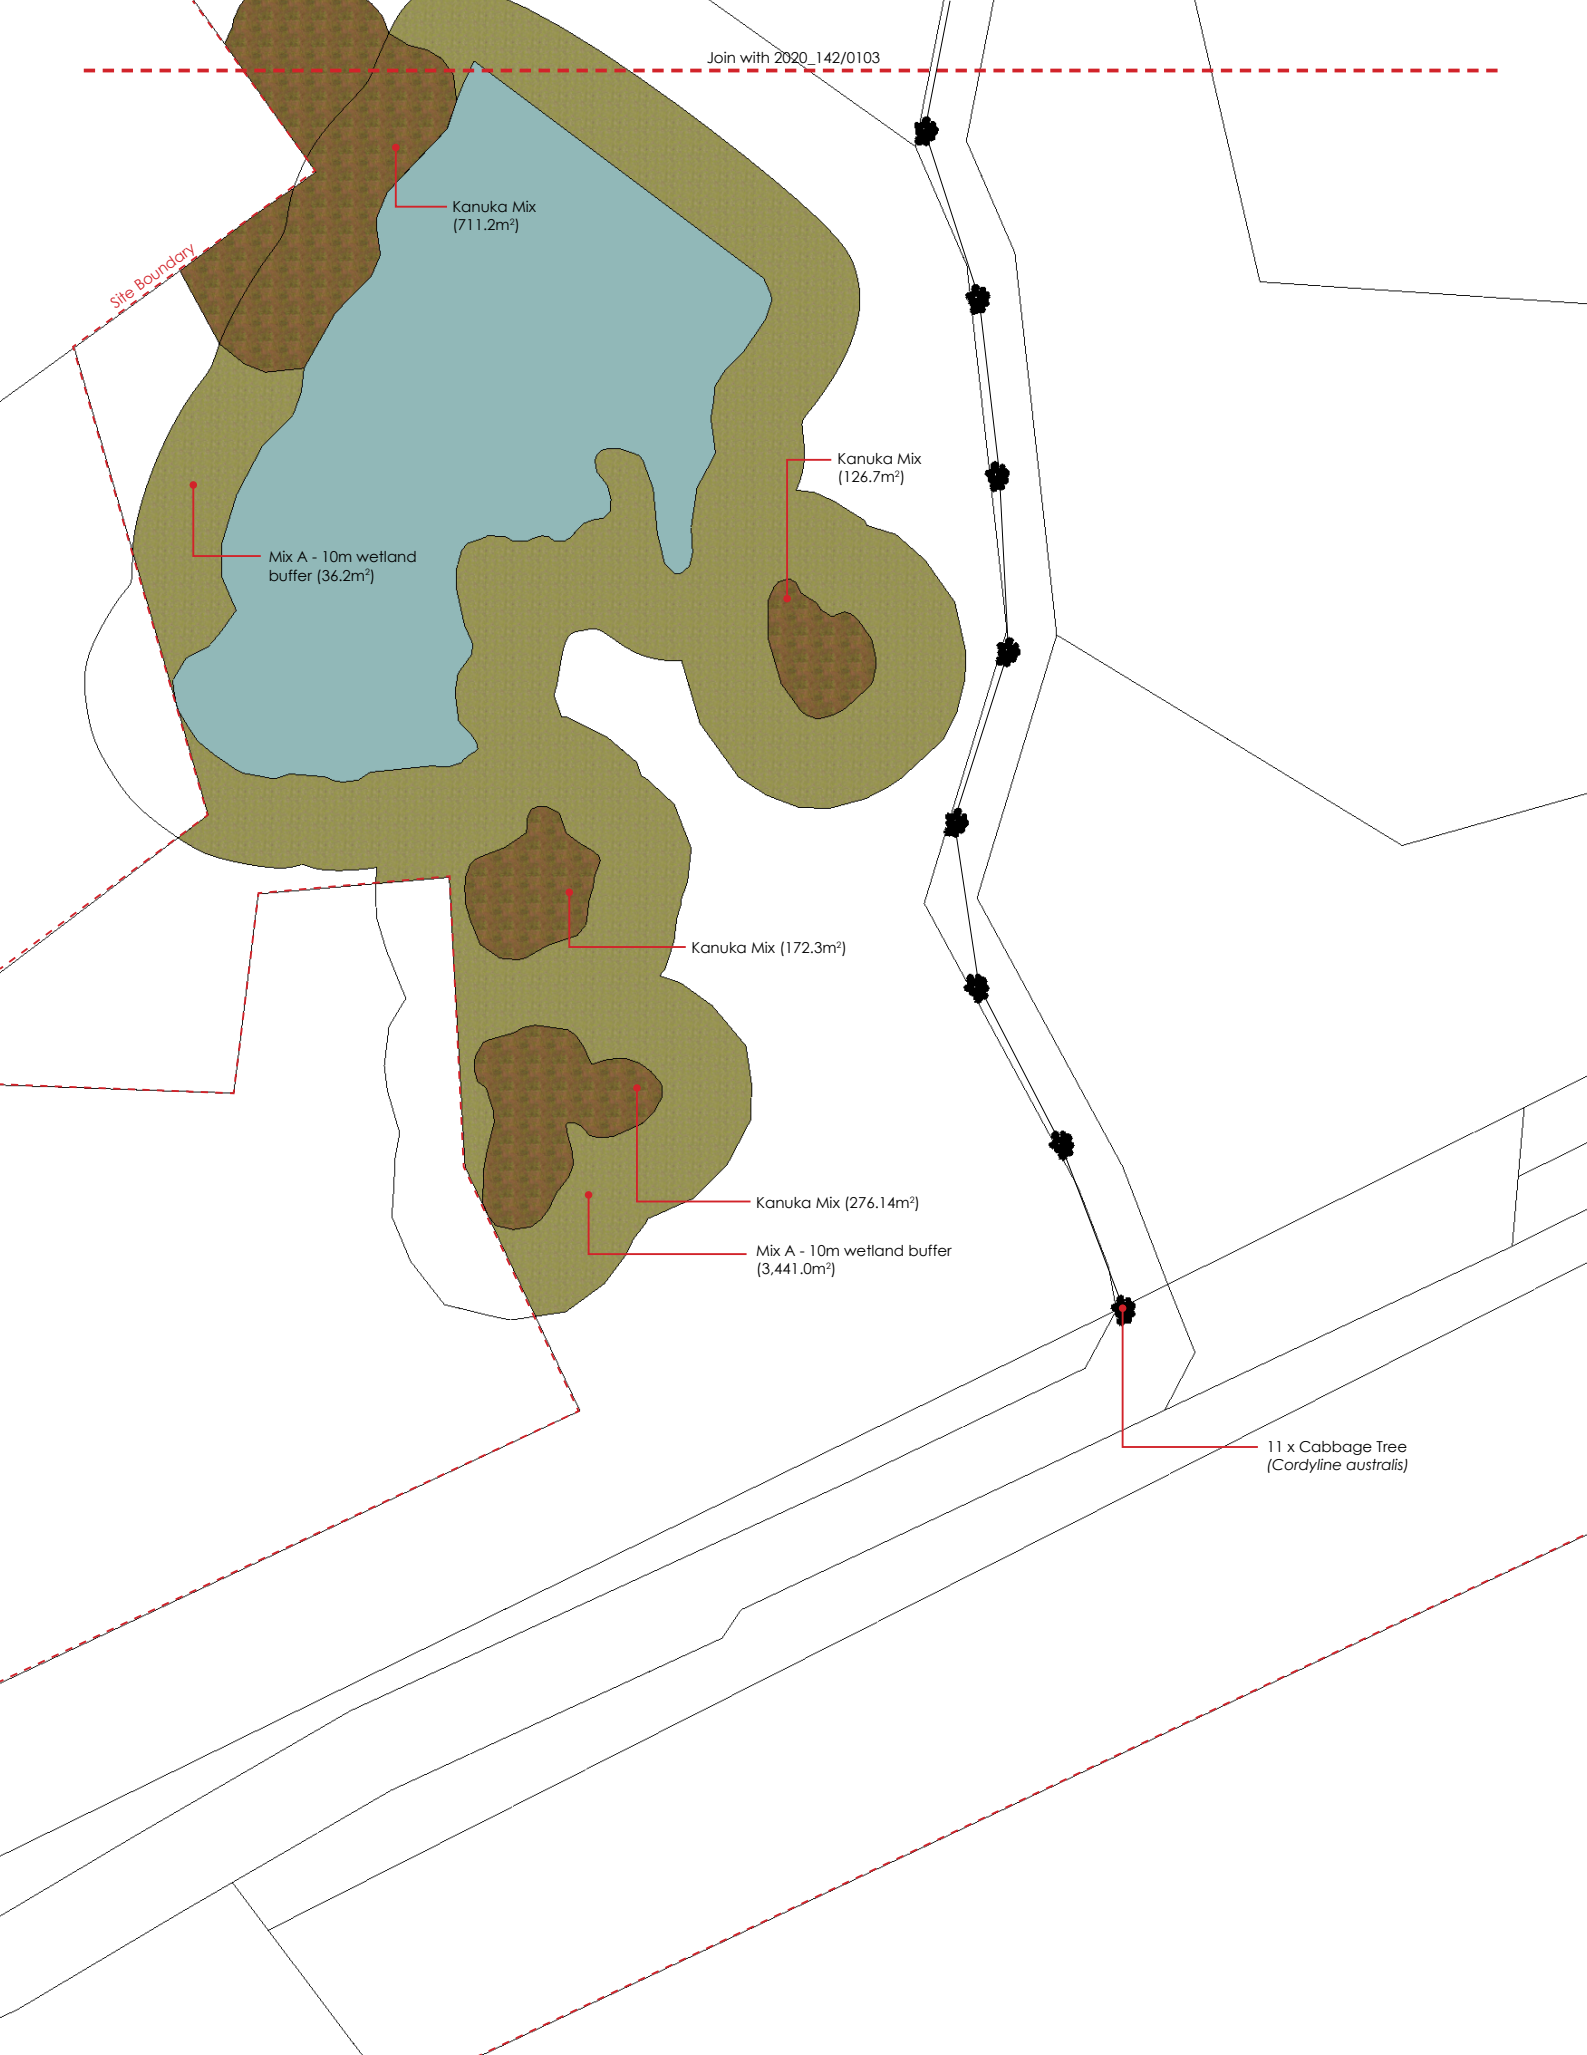 Join with 2020_142/0103
Kanuka Mix
(711.2m²)
Site Boundary
Kanuka Mix
(126.7m²)
Mix A - 10m wetland
buffer (36.2m²)
Kanuka Mix (172.3m²)
Kanuka Mix (276.14m²)
Mix A - 10m wetland buffer
(3,441.0m²)
11 x Cabbage Tree
(Cordyline australis)